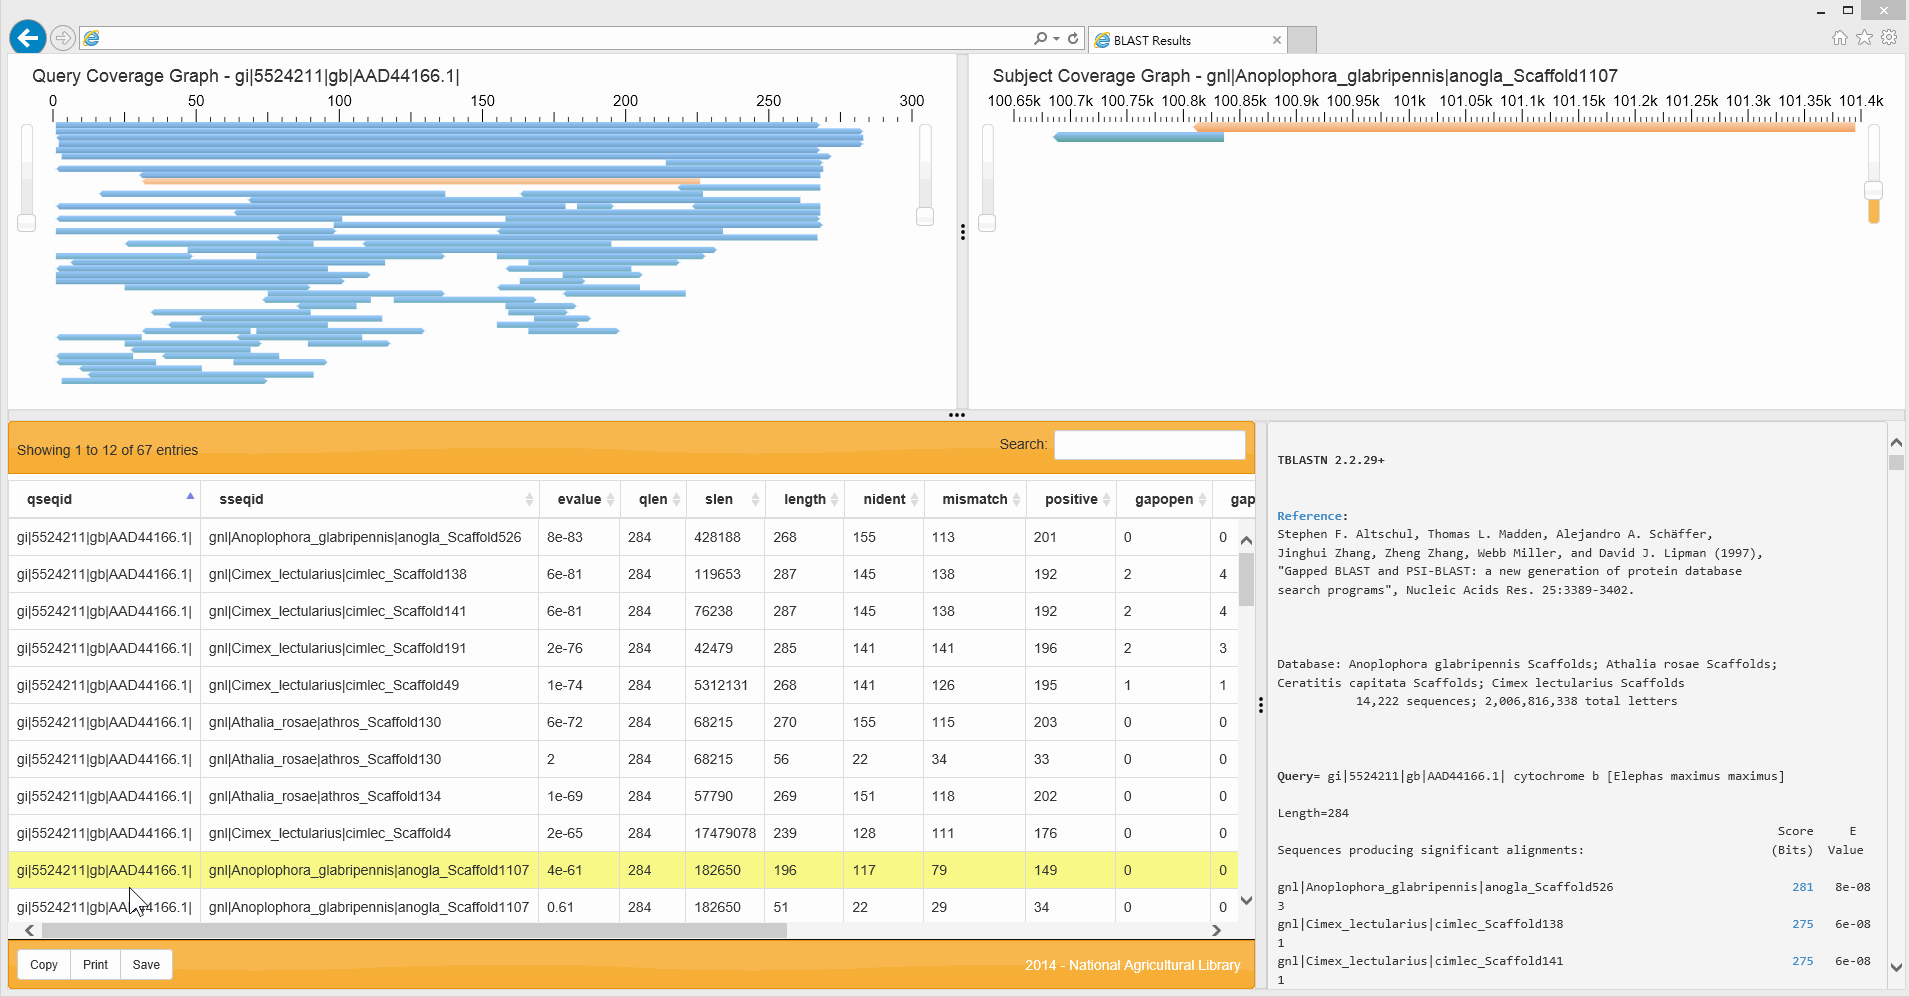 BLAST Results
Query Coverage Graph - gi|5524211|gb|AAD44166.1|
0 50 100 150 200 250 300
Subject Coverage Graph - gnl|Anoplophora_glabripennis|anogla_Scaffold1107
100.65k 100.7k 100.75k 100.8k 100.85k 100.9k 100.95k 101k 101.05k 101.1k 101.15k 101.2k 101.25k 101.3k 101.35k 101.4k
Showing 1 to 12 of 67 entries
Search:
qseqid sseqid evalue qlen slen length nident mismatch positive gapopen gap
gi|5524211|gb|AAD44166.1| gnl|Anoplophora_glabripennis|anogla_Scaffold526 8e-83 284 428188 268 155 113 201 0 0
gi|5524211|gb|AAD44166.1| gnl|Cimex_lectularius|cimlec_Scaffold138 6e-81 284 119653 287 145 138 192 2 4
gi|5524211|gb|AAD44166.1| gnl|Cimex_lectularius|cimlec_Scaffold141 6e-81 284 76238 287 145 138 192 2 4
gi|5524211|gb|AAD44166.1| gnl|Cimex_lectularius|cimlec_Scaffold191 2e-76 284 42479 285 141 141 196 2 3
gi|5524211|gb|AAD44166.1| gnl|Cimex_lectularius|cimlec_Scaffold49 1e-74 284 5312131 268 141 126 195 1 1
gi|5524211|gb|AAD44166.1| gnl|Athalia_rosae|athros_Scaffold130 6e-72 284 68215 270 155 115 203 0 0
gi|5524211|gb|AAD44166.1| gnl|Athalia_rosae|athros_Scaffold130 2 284 68215 56 22 34 33 0 0
gi|5524211|gb|AAD44166.1| gnl|Athalia_rosae|athros_Scaffold134 1e-69 284 57790 269 151 118 202 0 0
gi|5524211|gb|AAD44166.1| gnl|Cimex_lectularius|cimlec_Scaffold4 2e-65 284 17479078 239 128 111 176 0 0
gi|5524211|gb|AAD44166.1| gnl|Anoplophora_glabripennis|anogla_Scaffold1107 4e-61 284 182650 196 117 79 149 0 0
gi|5524211|gb|AAD44166.1| gnl|Anoplophora_glabripennis|anogla_Scaffold1107 0.61 284 182650 51 22 29 34 0 0
Copy Print Save
2014 - National Agricultural Library
TBLASTN 2.2.29+
Reference:
Stephen F. Altschul, Thomas L. Madden, Alejandro A. Schäffer,
Jinghui Zhang, Zheng Zhang, Webb Miller, and David J. Lipman (1997),
"Gapped BLAST and PSI-BLAST: a new generation of protein database
search programs", Nucleic Acids Res. 25:3389-3402.
Database: Anoplophora glabripennis Scaffolds; Athalia rosae Scaffolds;
Ceratitis capitata Scaffolds; Cimex lectularius Scaffolds
14,222 sequences; 2,006,816,338 total letters
Query= gi|5524211|gb|AAD44166.1| cytochrome b [Elephas maximus maximus]
Length=284
Score E
Sequences producing significant alignments: (Bits) Value
gnl|Anoplophora_glabripennis|anogla_Scaffold526 281 8e-08
3
gnl|Cimex_lectularius|cimlec_Scaffold138 275 6e-08
1
gnl|Cimex_lectularius|cimlec_Scaffold141 275 6e-08
1